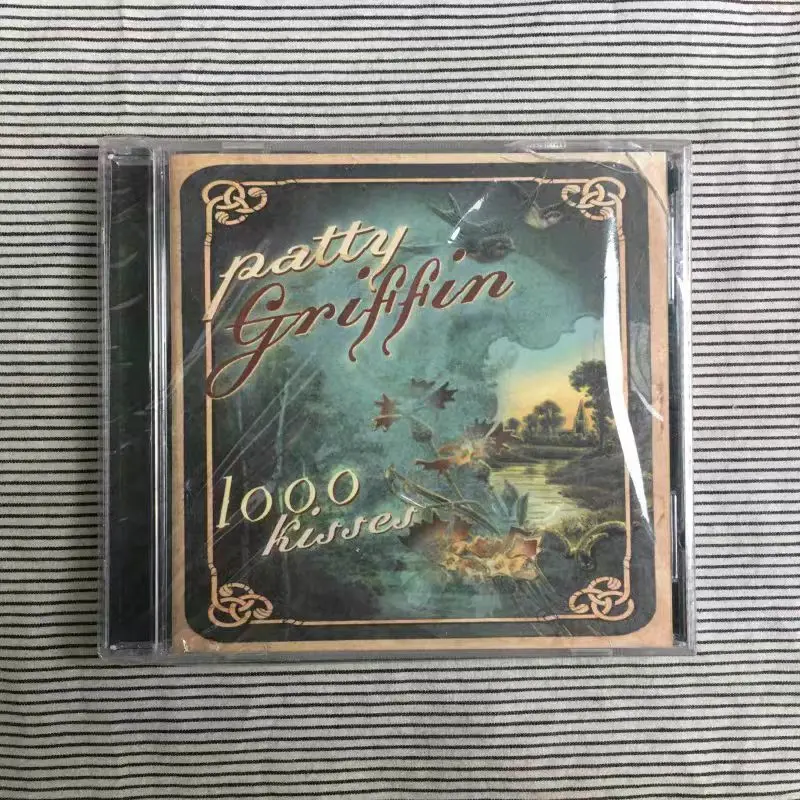 patty
Griffin
1000
kisses